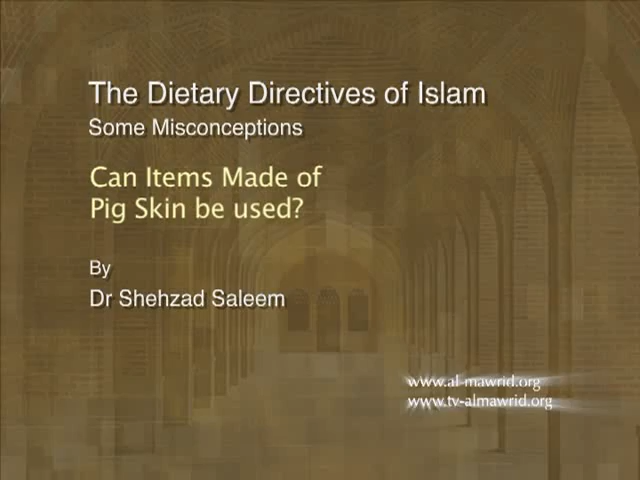 The Dietary Directives of Islam
Some Misconceptions
Can Items Made of
Pig Skin be used?
By
Dr Shehzad Saleem
www.al-mawrid.org
www.tv-almawrid.org